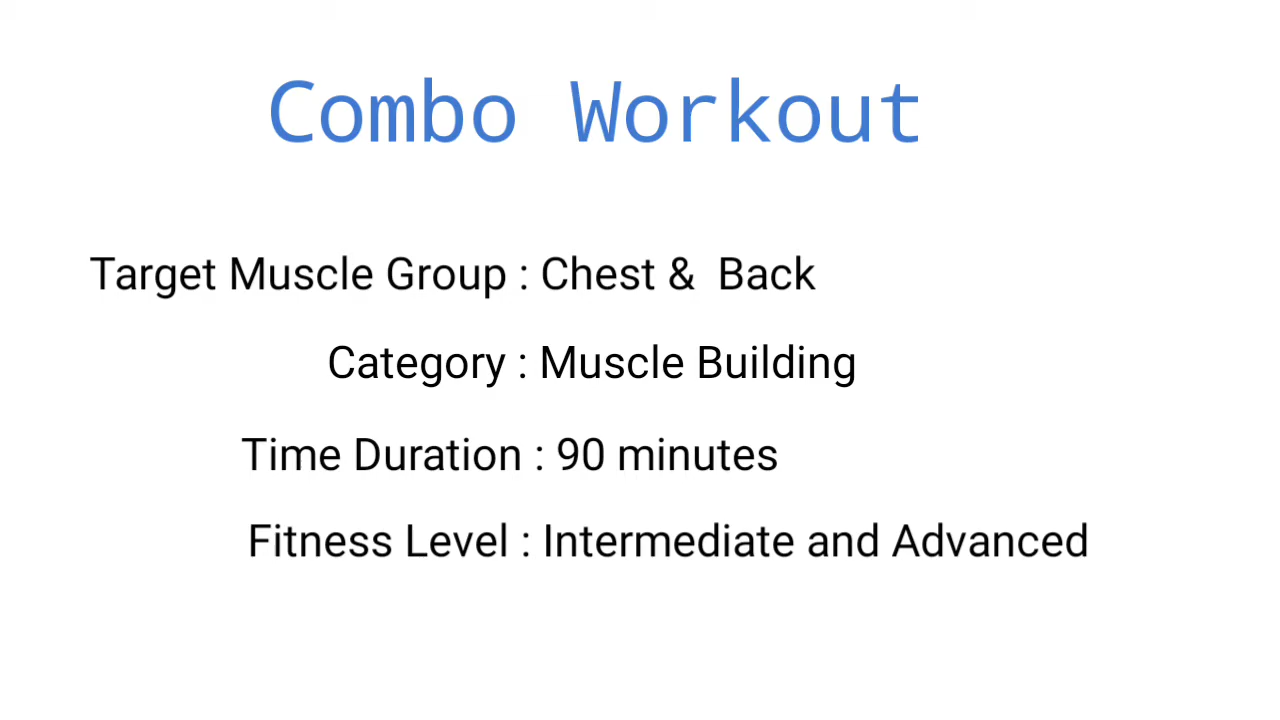 Combo Workout
Target Muscle Group : Chest &  Back
Category : Muscle Building
Time Duration : 90 minutes
Fitness Level : Intermediate and Advanced